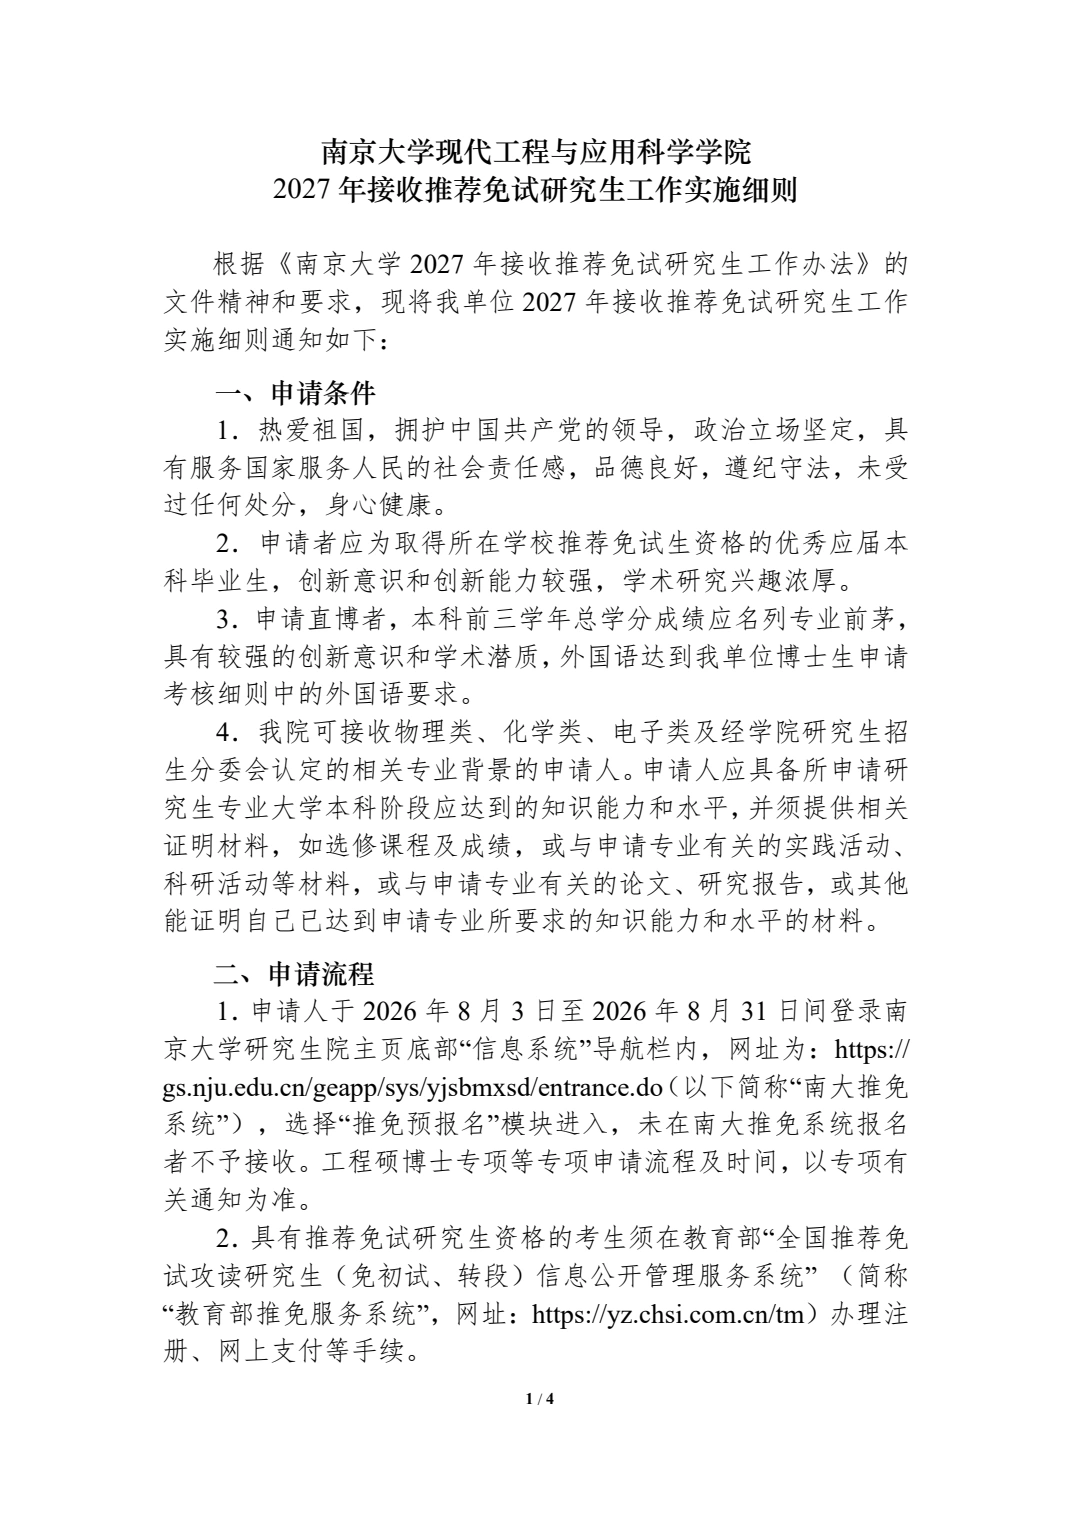 南京大学现代工程与应用科学学院
2027 年接收推荐免试研究生工作实施细则
根据《南京大学 2027 年接收推荐免试研究生工作办法》的
文件精神和要求，现将我单位 2027 年接收推荐免试研究生工作
实施细则通知如下：
一、申请条件
1．热爱祖国，拥护中国共产党的领导，政治立场坚定，具
有服务国家服务人民的社会责任感，品德良好，遵纪守法，未受
过任何处分，身心健康。
2．申请者应为取得所在学校推荐免试生资格的优秀应届本
科毕业生，创新意识和创新能力较强，学术研究兴趣浓厚。
3．申请直博者，本科前三学年总学分成绩应名列专业前茅，
具有较强的创新意识和学术潜质，外国语达到我单位博士生申请
考核细则中的外国语要求。
4．我院可接收物理类、化学类、电子类及经学院研究生招
生分委会认定的相关专业背景的申请人。申请人应具备所申请研
究生专业大学本科阶段应达到的知识能力和水平，并须提供相关
证明材料，如选修课程及成绩，或与申请专业有关的实践活动、
科研活动等材料，或与申请专业有关的论文、研究报告，或其他
能证明自己已达到申请专业所要求的知识能力和水平的材料。
二、申请流程
1. 申请人于 2026 年 8 月 3 日至 2026 年 8 月 31 日间登录南
京大学研究生院主页底部“信息系统”导航栏内，网址为：https://
gs.nju.edu.cn/geapp/sys/yjsbmxsd/entrance.do（以下简称“南大推免
系统”），选择“推免预报名”模块进入，未在南大推免系统报名
者不予接收。工程硕博士专项等专项申请流程及时间，以专项有
关通知为准。
2. 具有推荐免试研究生资格的考生须在教育部“全国推荐免
试攻读研究生（免初试、转段）信息公开管理服务系统” （简称
“教育部推免服务系统”，网址：https://yz.chsi.com.cn/tm）办理注
册、网上支付等手续。
1 / 4